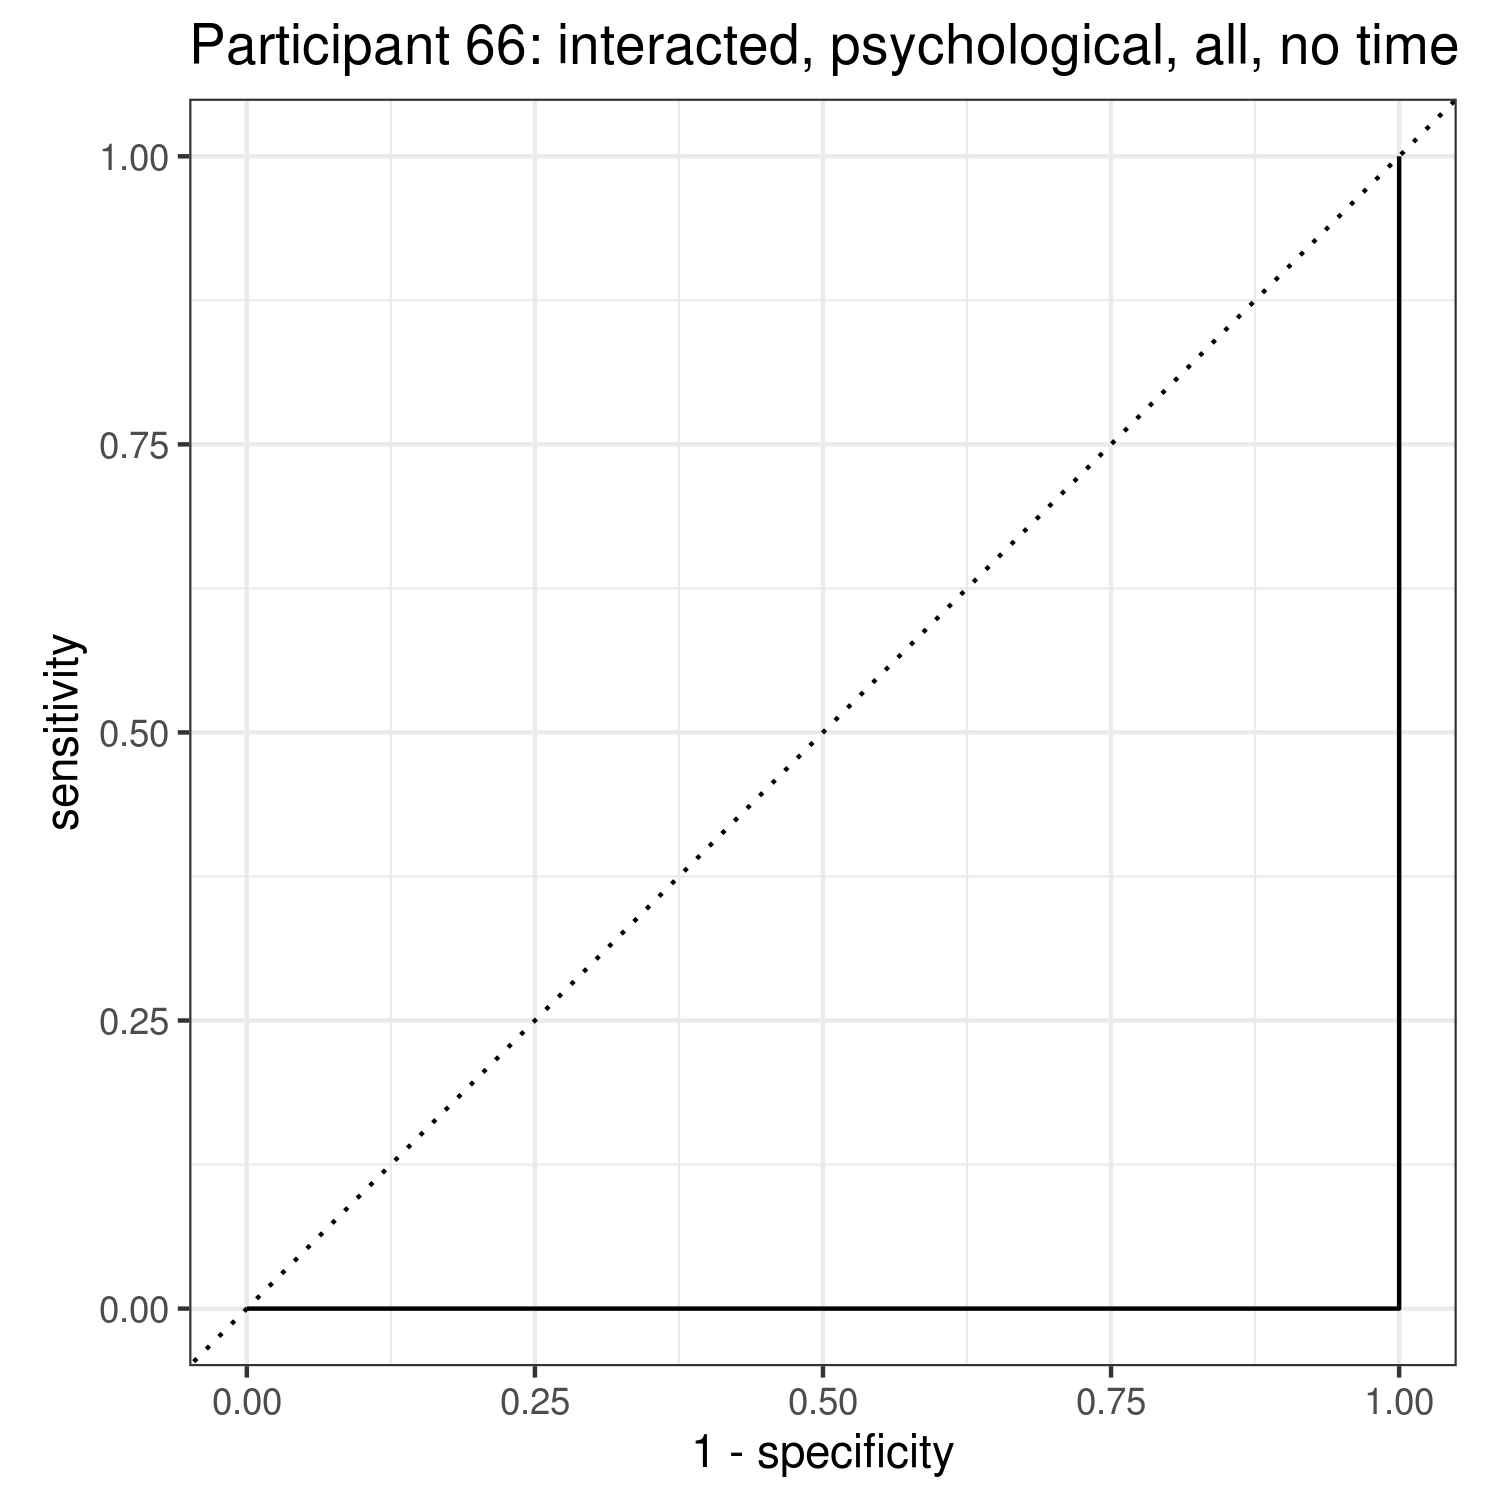 Participant 66: interacted, psychological, all, no time
1.00
0.75
0.50
0.25
0.00
sensitivity
0.00 0.25 0.50 0.75 1.00
1 - specificity